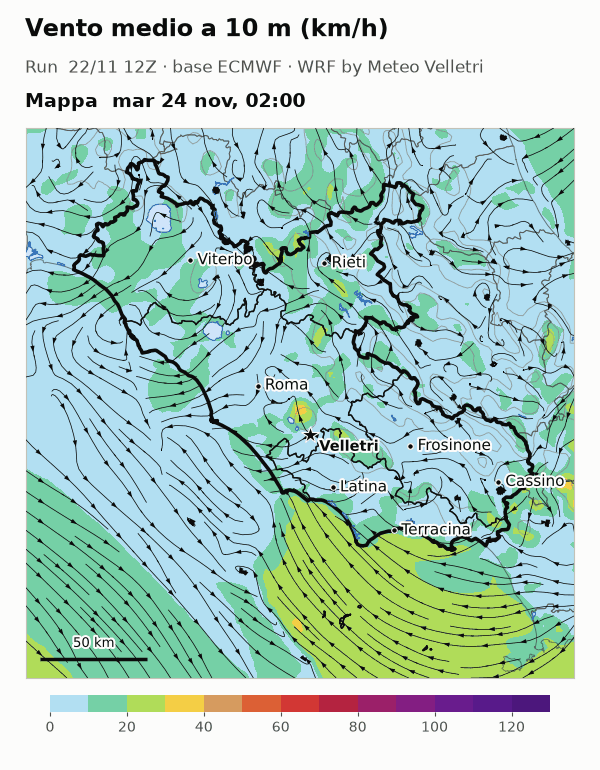 Vento medio a 10 m (km/h)
Run  22/11 12Z · base ECMWF · WRF by Meteo Velletri
Mappa  mar 24 nov, 02:00
Viterbo
Rieti
Roma
Velletri
Frosinone
Latina
Cassino
Terracina
50 km
0 20 40 60 80 100 120